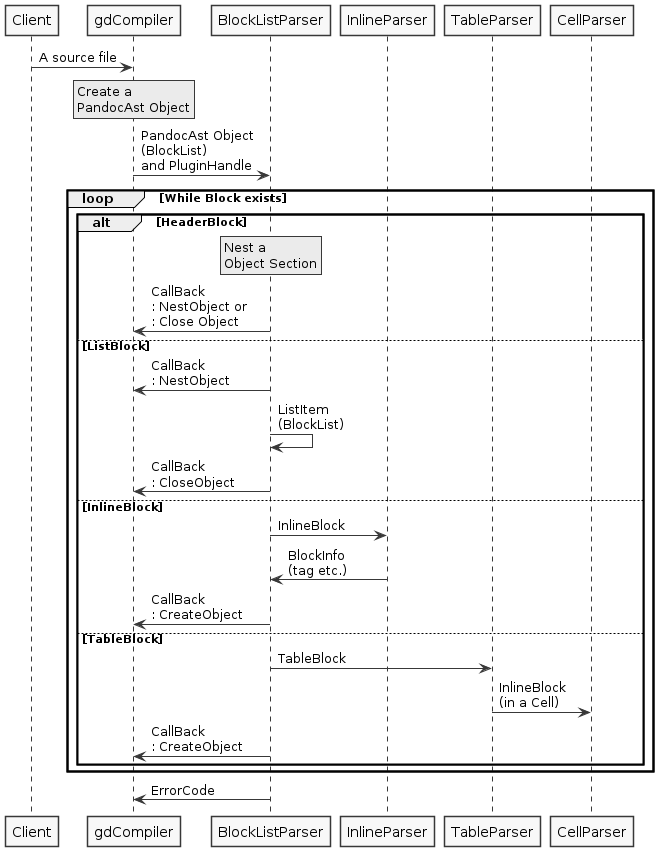 Client
gdCompiler
BlockListParser
InlineParser
TableParser
CellParser
A source file
Create a
PandocAst Object
PandocAst Object
(BlockList)
and PluginHandle
loop
[While Block exists]
alt
[HeaderBlock]
Nest a
Object Section
CallBack
: NestObject or
: Close Object
[ListBlock]
CallBack
: NestObject
ListItem
(BlockList)
CallBack
: CloseObject
[InlineBlock]
InlineBlock
BlockInfo
(tag etc.)
CallBack
: CreateObject
[TableBlock]
TableBlock
InlineBlock
(in a Cell)
CallBack
: CreateObject
ErrorCode
Client
gdCompiler
BlockListParser
InlineParser
TableParser
CellParser